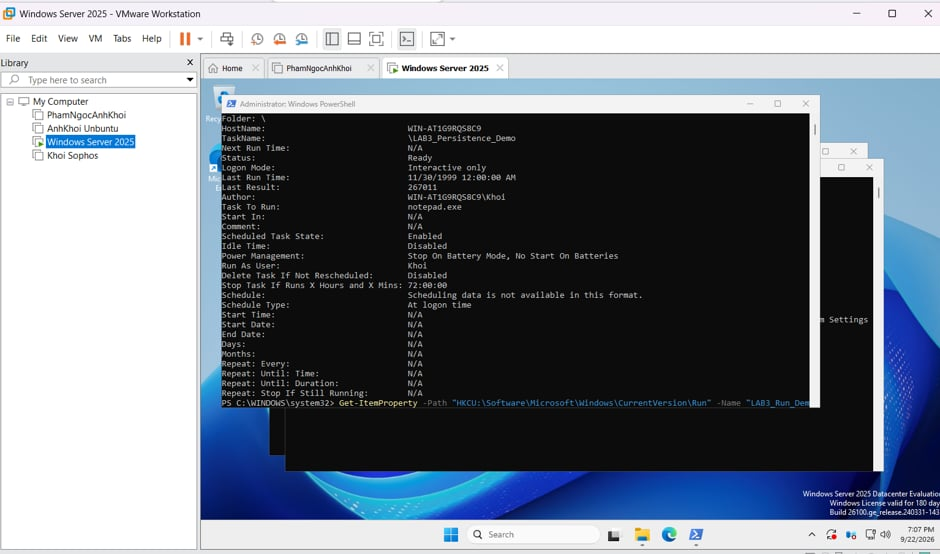 Windows Server 2025 - VMware Workstation
File Edit View VM Tabs Help
Library
Type here to search
My Computer
PhamNgocAnhKhoi
AnhKhoi Unbuntu
Windows Server 2025
Khoi Sophos
Home PhamNgocAnhKhoi Windows Server 2025
Administrator: Windows PowerShell
Folder: \
HostName: WIN-AT1G9RQS8C9
TaskName: \LAB3_Persistence_Demo
Next Run Time: N/A
Status: Ready
Logon Mode: Interactive only
Last Run Time: 11/30/1999 12:00:00 AM
Last Result: 267011
Author: WIN-AT1G9RQS8C9\Khoi
Task To Run: notepad.exe
Start In: N/A
Comment: N/A
Scheduled Task State: Enabled
Idle Time: Disabled
Power Management: Stop On Battery Mode, No Start On Batteries
Run As User: Khoi
Delete Task If Not Rescheduled: Disabled
Stop Task If Runs X Hours and X Mins: 72:00:00
Schedule: Scheduling data is not available in this format.
Schedule Type: At logon time
Start Time: N/A
Start Date: N/A
End Date: N/A
Days: N/A
Months: N/A
Repeat: Every: N/A
Repeat: Until: Time: N/A
Repeat: Until: Duration: N/A
Repeat: Stop If Still Running: N/A
PS C:\WINDOWS\system32> Get-ItemProperty -Path "HKCU:\Software\Microsoft\Windows\CurrentVersion\Run" -Name "LAB3_Run_Dem
m Settings
Windows Server 2025 Datacenter Evaluatio
Windows License valid for 180 day
Build 26100.ge_release.240331-143
Search
7:07 PM
9/22/2026